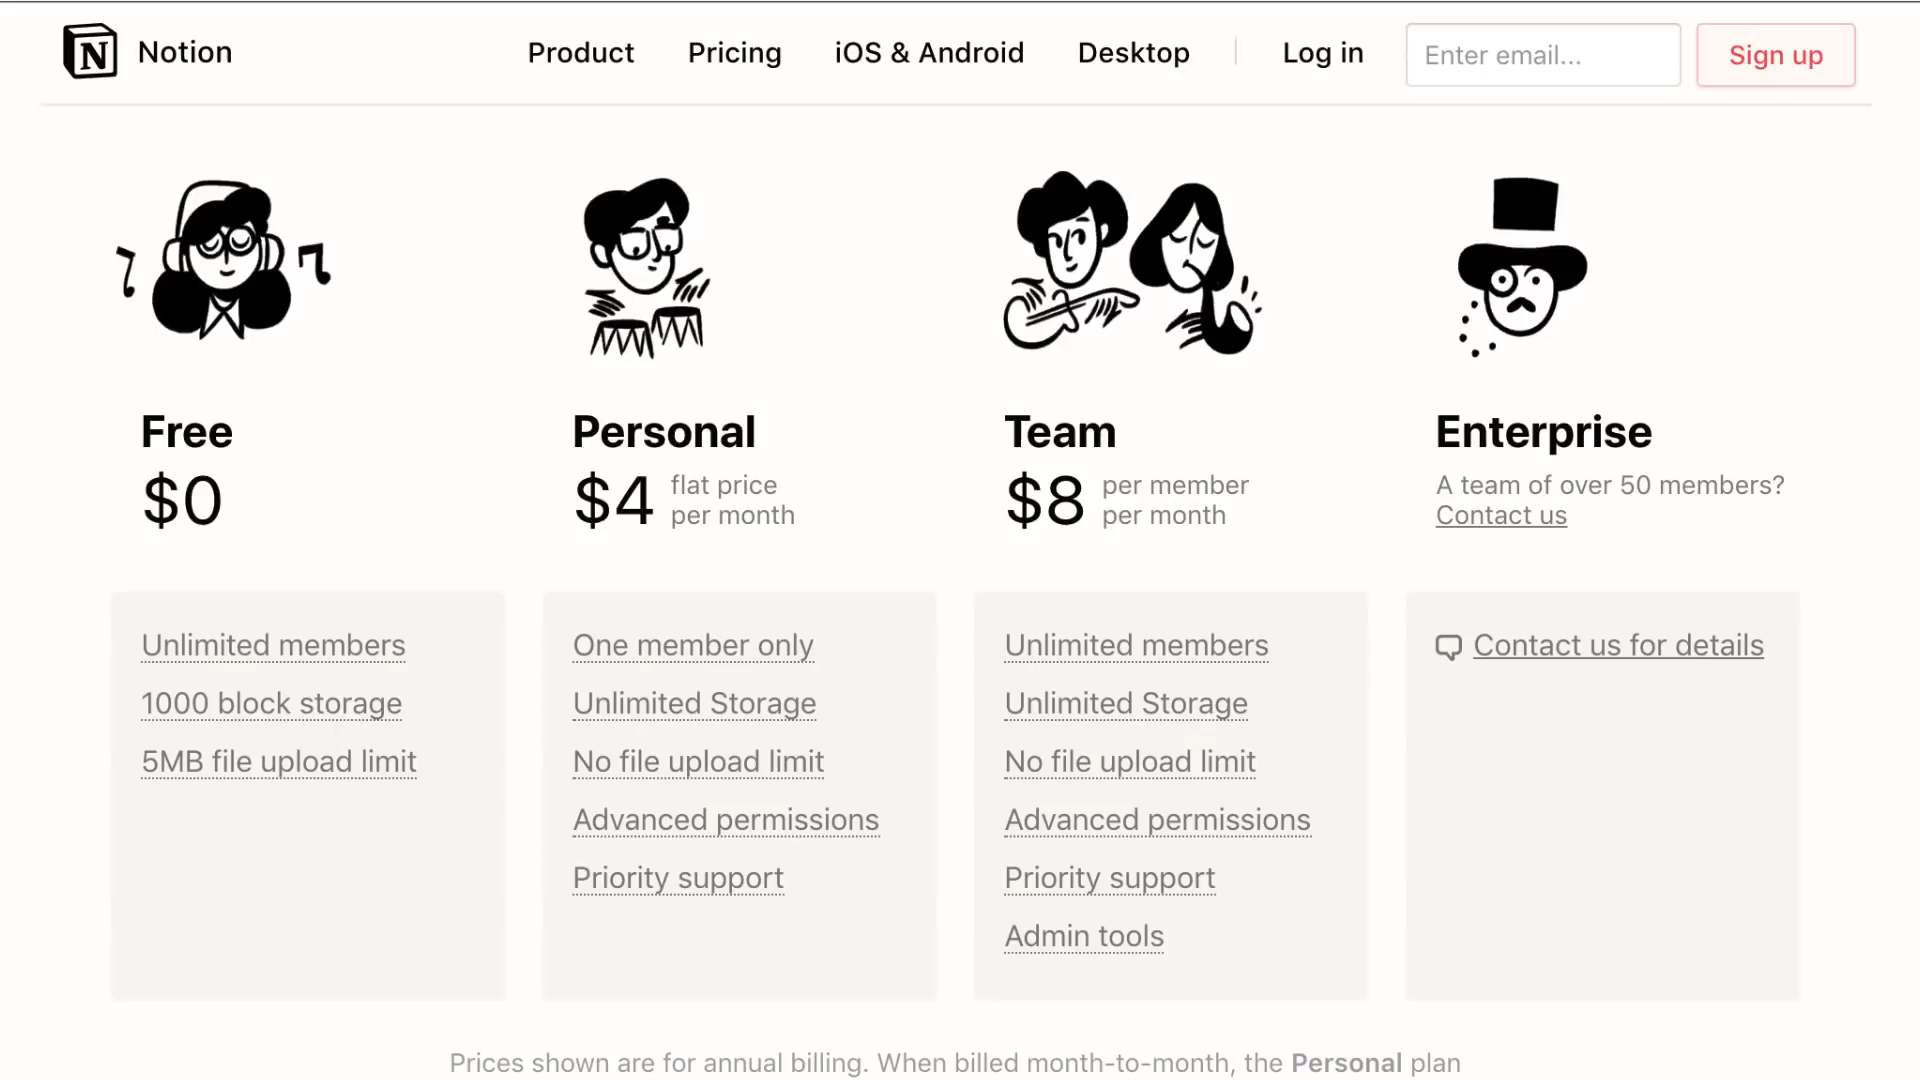 Notion
Product
Pricing
iOS & Android
Desktop
Log in
Enter email...
Sign up
Free
$0
Personal
$4 flat price
per month
Team
$8 per member
per month
Enterprise
A team of over 50 members?
Contact us
Unlimited members
1000 block storage
5MB file upload limit
One member only
Unlimited Storage
No file upload limit
Advanced permissions
Priority support
Unlimited members
Unlimited Storage
No file upload limit
Advanced permissions
Priority support
Admin tools
Contact us for details
Prices shown are for annual billing. When billed month-to-month, the Personal plan